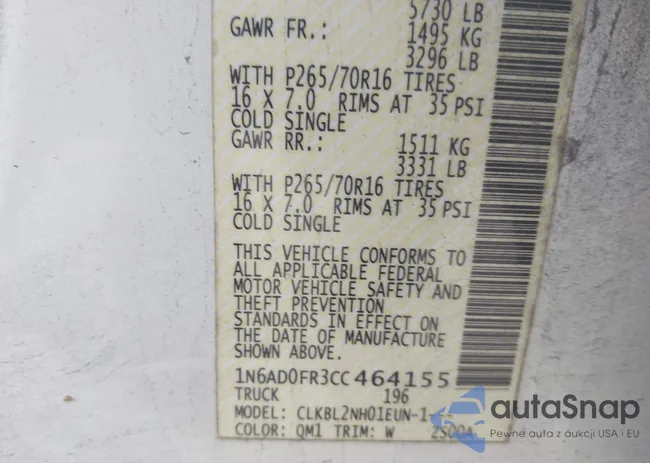 5730 LB
GAWR FR.: 1495 KG
3296 LB
WITH P265/70R16 TIRES
16 X 7.0 RIMS AT 35 PSI
COLD SINGLE
GAWR RR.: 1511 KG
3331 LB
WITH P265/70R16 TIRES
16 X 7.0 RIMS AT 35 PSI
COLD SINGLE
THIS VEHICLE CONFORMS TO
ALL APPLICABLE FEDERAL
MOTOR VEHICLE SAFETY AND
THEFT PREVENTION
STANDARDS IN EFFECT ON
THE DATE OF MANUFACTURE
SHOWN ABOVE.
1N6AD0FR3CC464155
TRUCK 196
MODEL: CLKBL2NH01EUN-1
COLOR: QM1 TRIM: W
autaSnap
Pewne auta z aukcji USA i EU